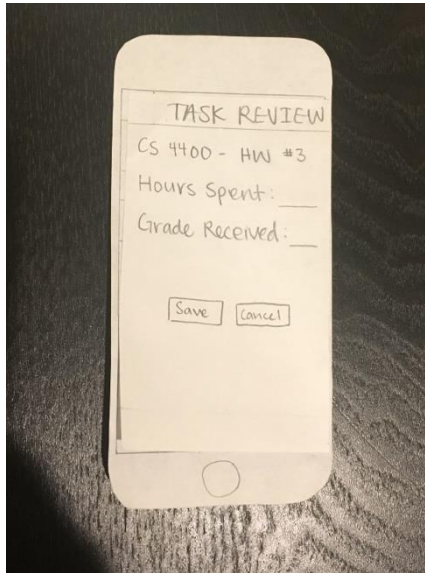 TASK REVIEW
CS 4400 - HW #3
Hours Spent: ___
Grade Received: ___
Save Cancel